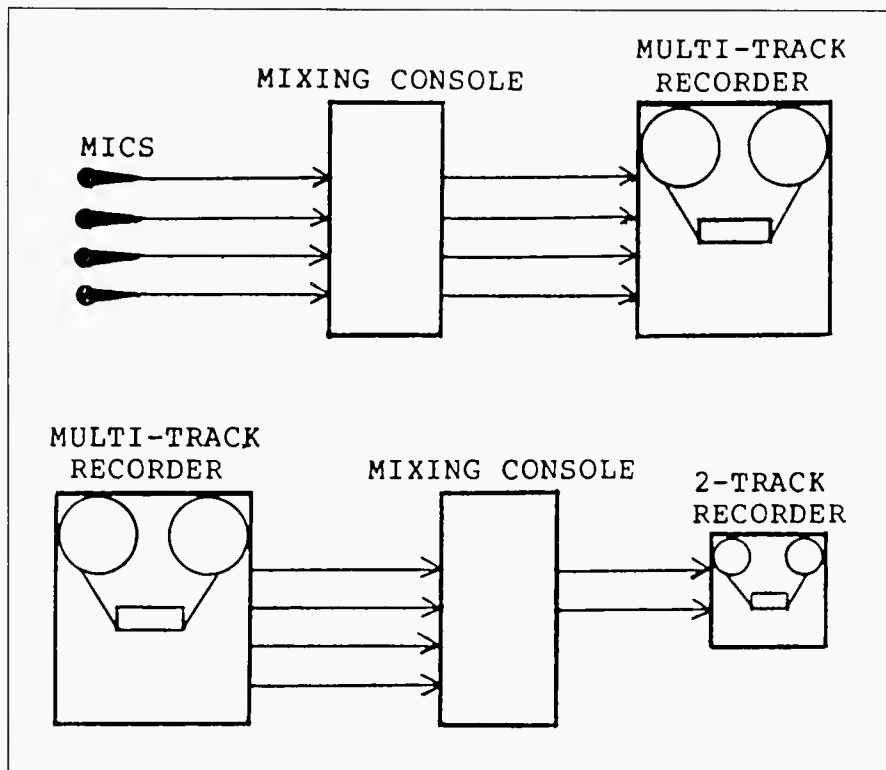 MULTI-TRACK
RECORDER
MIXING CONSOLE
MICS
MULTI-TRACK
RECORDER
MIXING CONSOLE
2-TRACK
RECORDER